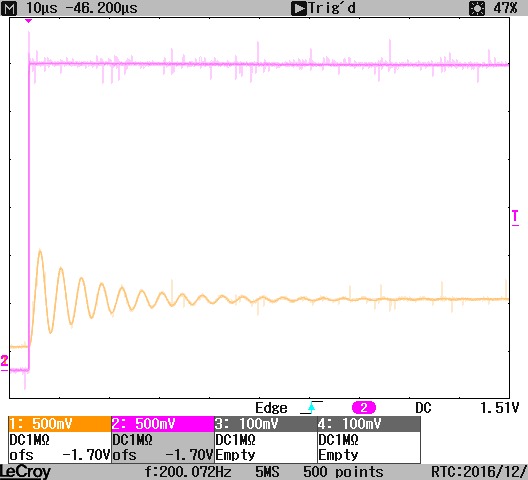 M 10µs -46.200µs Trig'd 47%
T
2
Edge 2 DC 1.51V
1: 500mV 2: 500mV 3: 100mV 4: 100mV
DC1MΩ DC1MΩ DC1MΩ DC1MΩ
ofs -1.70V ofs -1.70V Empty Empty
LeCroy f:200.072Hz 5MS 500 points RTC:2016/12/